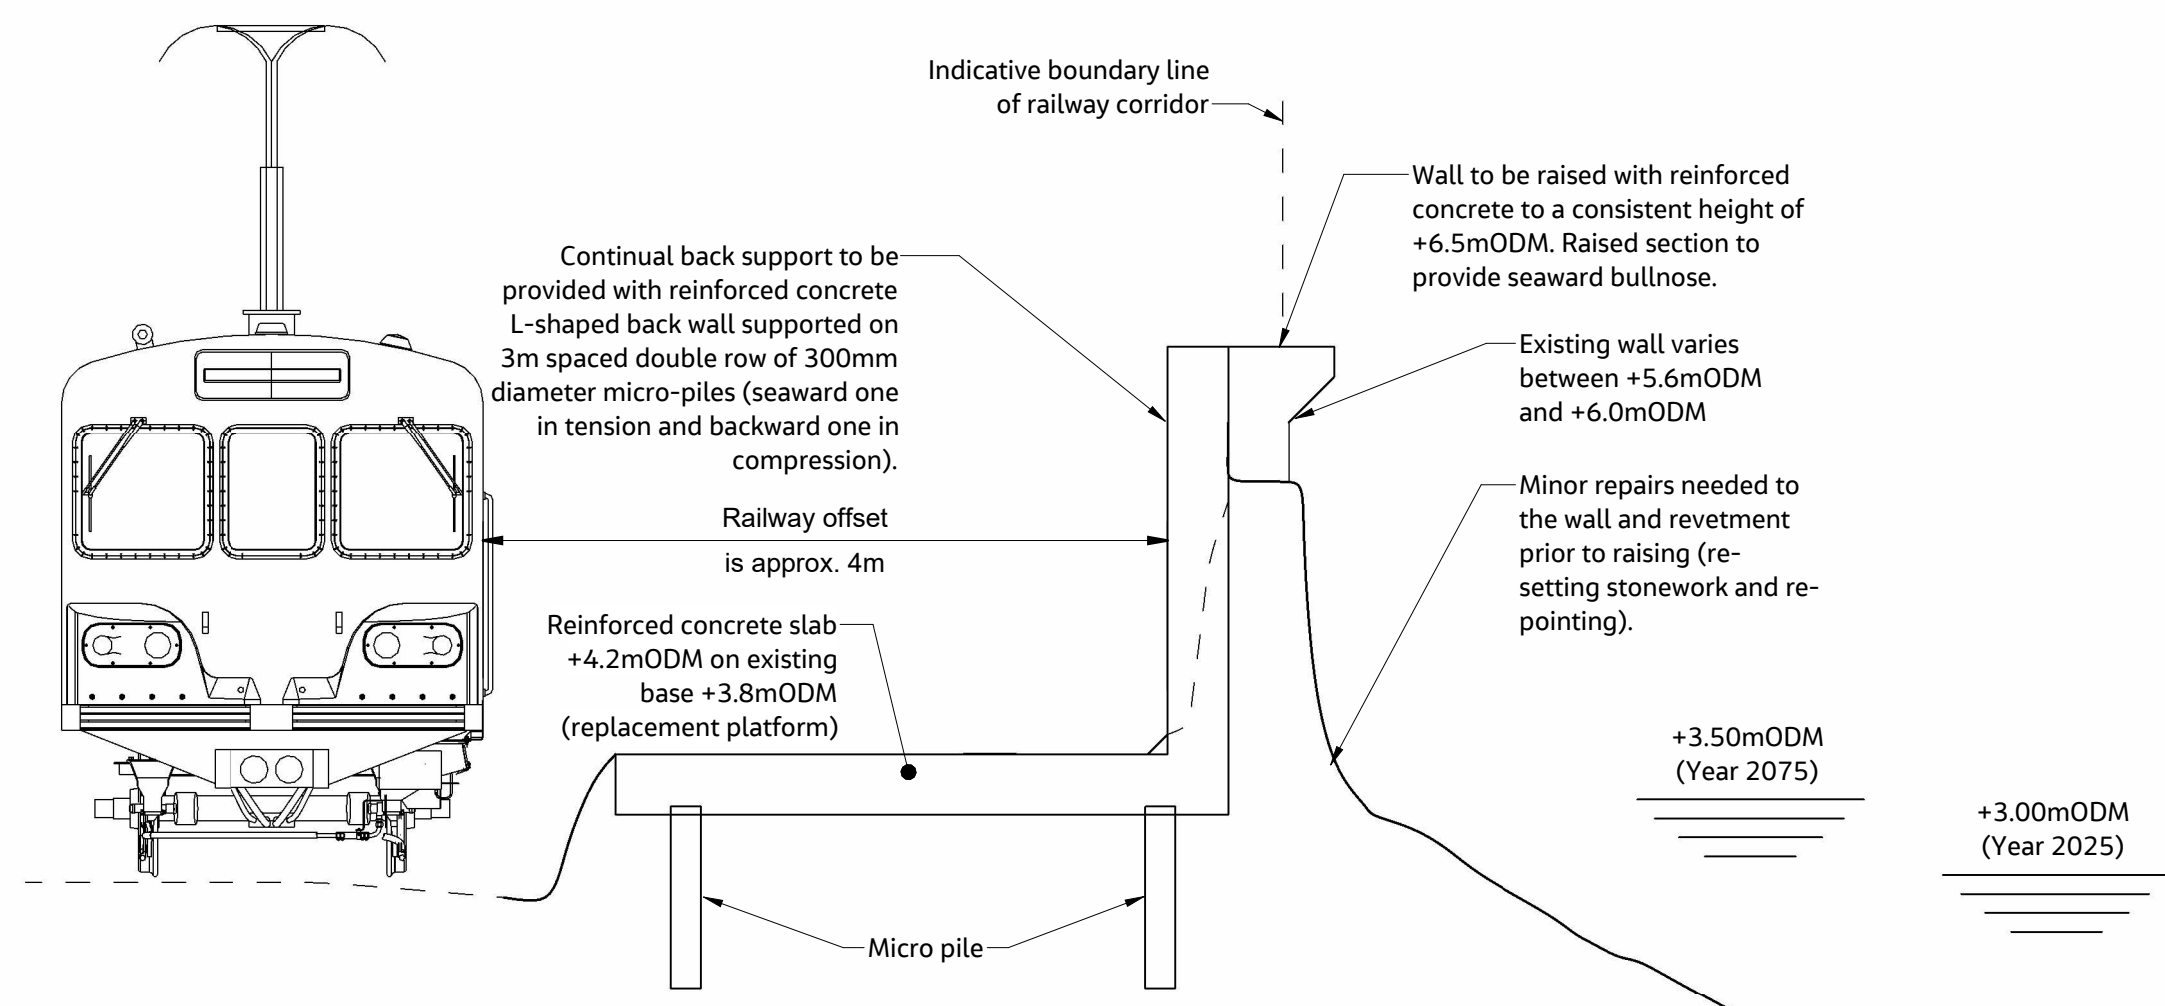 Indicative boundary line
of railway corridor
Wall to be raised with reinforced
concrete to a consistent height of
+6.5mODM. Raised section to
provide seaward bullnose.
Continual back support to be
provided with reinforced concrete
L-shaped back wall supported on
3m spaced double row of 300mm
diameter micro-piles (seaward one
in tension and backward one in
compression).
Existing wall varies
between +5.6mODM
and +6.0mODM
Minor repairs needed to
the wall and revetment
prior to raising (re-
setting stonework and re-
pointing).
Railway offset
is approx. 4m
Reinforced concrete slab
+4.2mODM on existing
base +3.8mODM
(replacement platform)
+3.50mODM
(Year 2075)
+3.00mODM
(Year 2025)
Micro pile